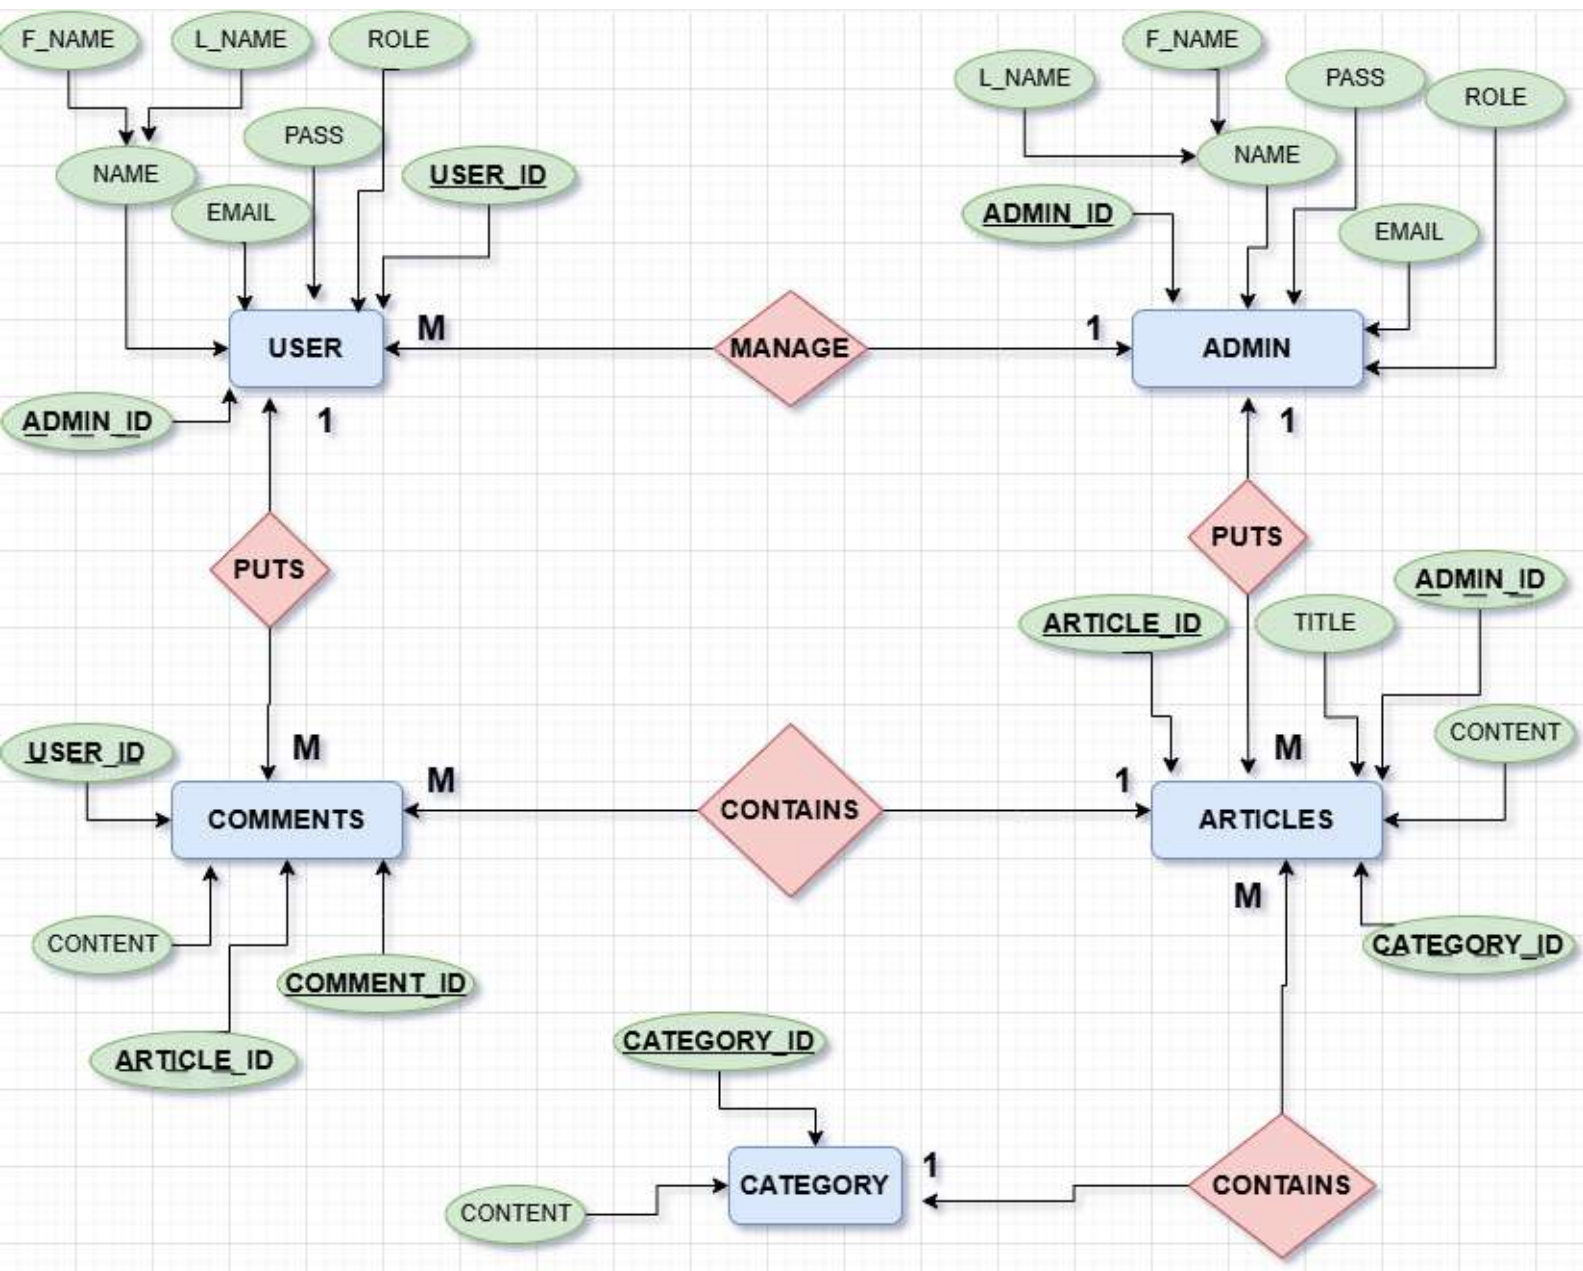 F_NAME
L_NAME
ROLE
F_NAME
L_NAME
PASS
ROLE
PASS
NAME
USER_ID
NAME
EMAIL
ADMIN_ID
EMAIL
USER
M
MANAGE
1
ADMIN
ADMIN_ID
1
1
PUTS
PUTS
ADMIN_ID
ARTICLE_ID
TITLE
USER_ID
M
M
CONTENT
M
1
COMMENTS
CONTAINS
ARTICLES
M
CONTENT
CATEGORY_ID
COMMENT_ID
ARTICLE_ID
CATEGORY_ID
1
CATEGORY
CONTAINS
CONTENT